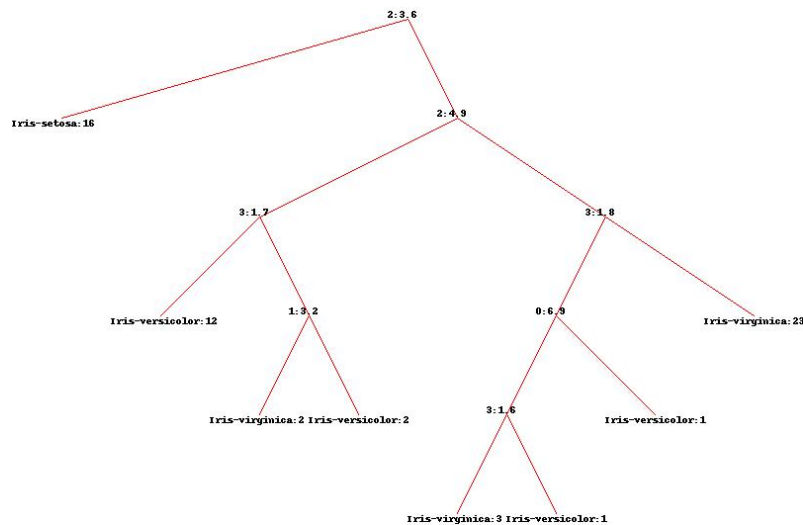 2:3.6
Iris-setosa:16
2:4.9
3:1.7
3:1.8
Iris-versicolor:12
1:3.2
0:6.9
Iris-virginica:23
Iris-virginica:2
Iris-versicolor:2
3:1.6
Iris-versicolor:1
Iris-virginica:3
Iris-versicolor:1